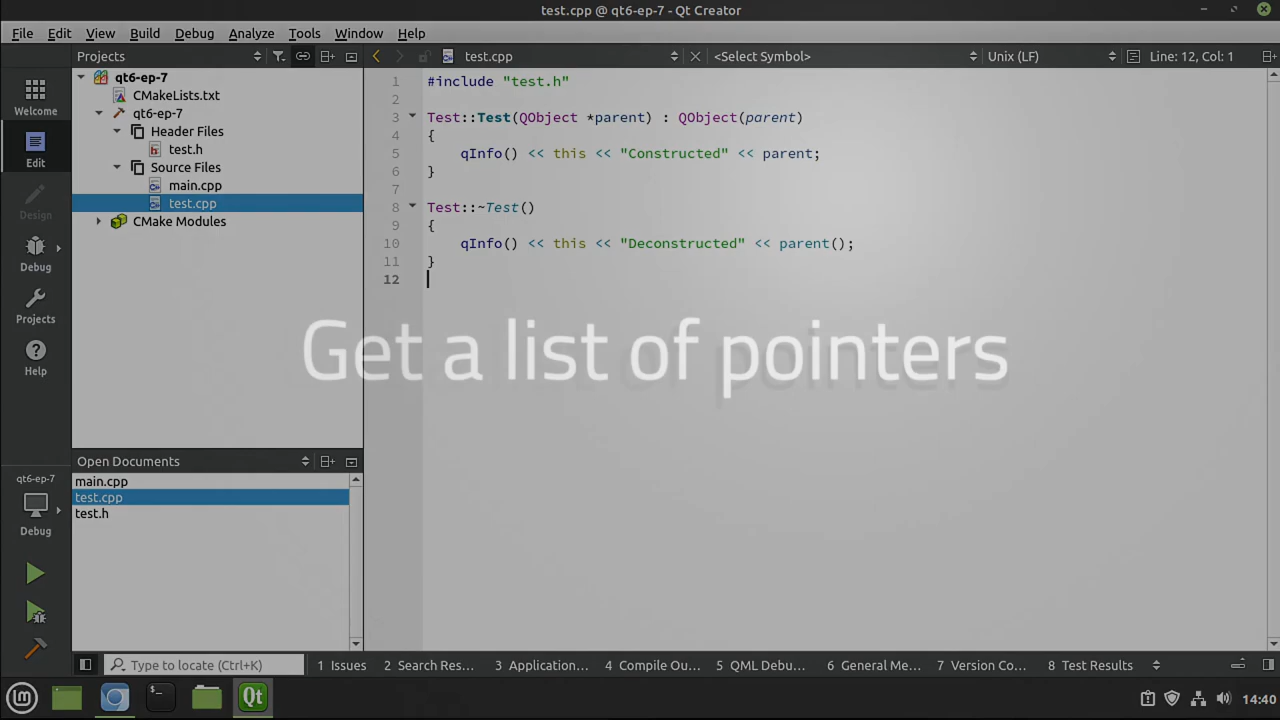 test.cpp @ qt6-ep-7 - Qt Creator
File Edit View Build Debug Analyze Tools Window Help
Projects
test.cpp
<Select Symbol>
Unix (LF)
Line: 12, Col: 1
Welcome
Edit
Design
Debug
Projects
Help
qt6-ep-7
Debug
qt6-ep-7
CMakeLists.txt
qt6-ep-7
Header Files
test.h
Source Files
main.cpp
test.cpp
CMake Modules
Open Documents
main.cpp
test.cpp
test.h
1 #include "test.h"
2
3 Test::Test(QObject *parent) : QObject(parent)
4 {
5 qInfo() << this << "Constructed" << parent;
6 }
7
8 Test::~Test()
9 {
10 qInfo() << this << "Deconstructed" << parent();
11 }
12
Get a list of pointers
Type to locate (Ctrl+K)
1 Issues
2 Search Res...
3 Application...
4 Compile Ou...
5 QML Debu...
6 General Me...
7 Version Co...
8 Test Results
Qt
14:40